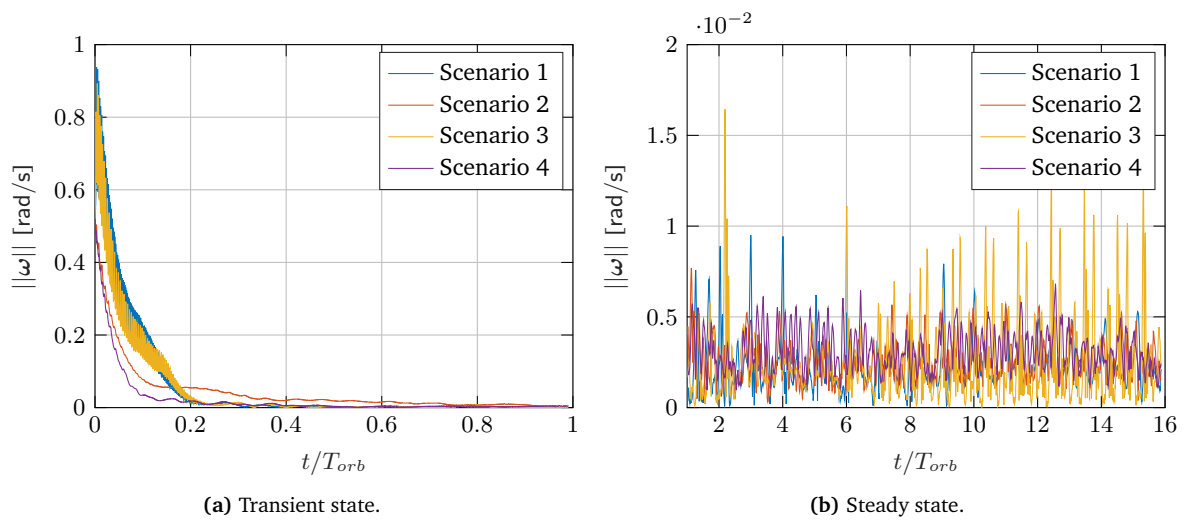 1
0.8
0.6
0.4
0.2
0
0 0.2 0.4 0.6 0.8 1
||ω|| [rad/s]
t/T_orb
Scenario 1
Scenario 2
Scenario 3
Scenario 4
(a) Transient state.
·10⁻²
2
1.5
1
0.5
0
2 4 6 8 10 12 14 16
||ω|| [rad/s]
t/T_orb
Scenario 1
Scenario 2
Scenario 3
Scenario 4
(b) Steady state.